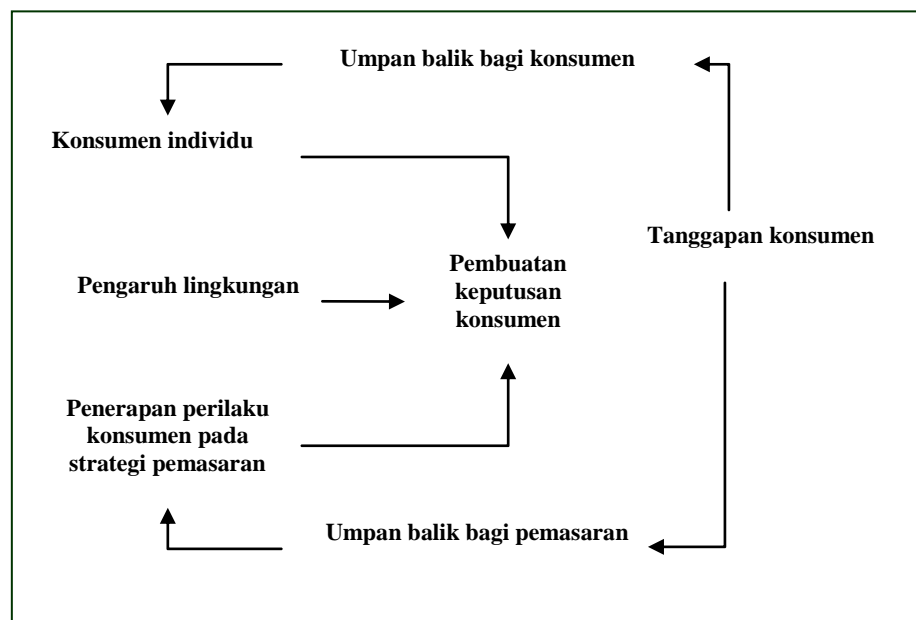 Umpan balik bagi konsumen
Konsumen individu
Tanggapan konsumen
Pengaruh lingkungan
Pembuatan
keputusan
konsumen
Penerapan perilaku
konsumen pada
strategi pemasaran
Umpan balik bagi pemasaran